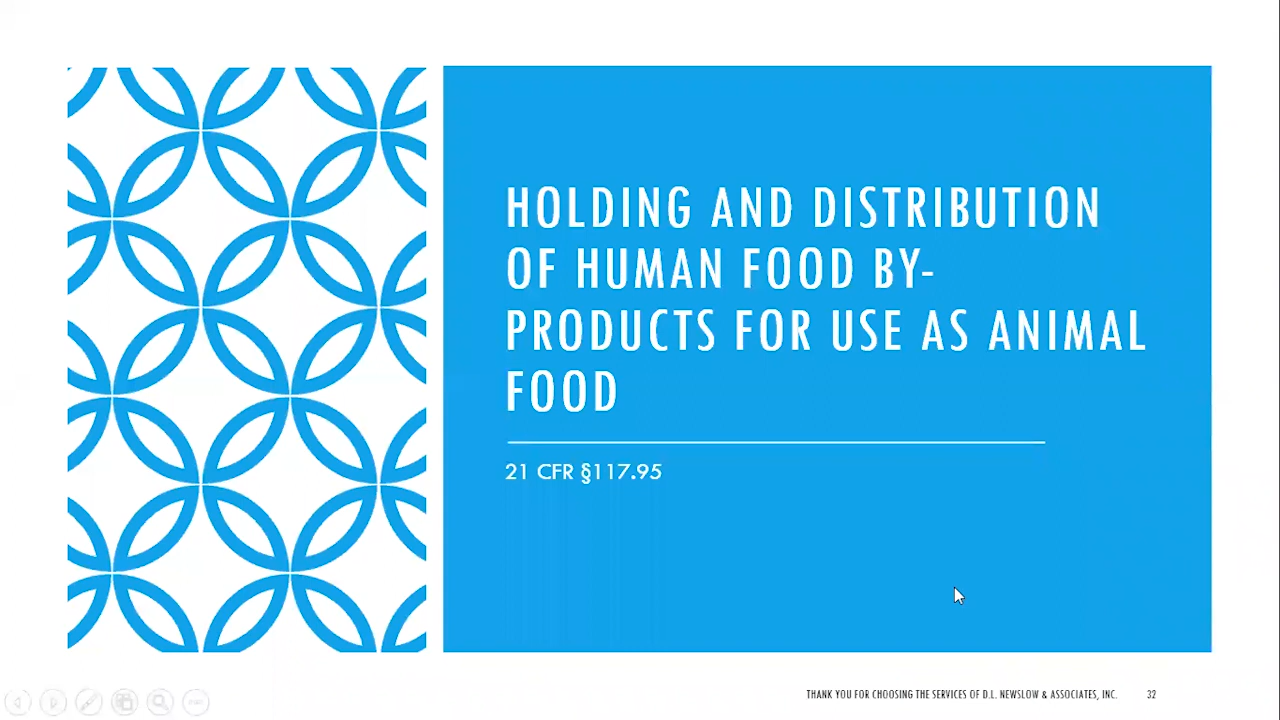 HOLDING AND DISTRIBUTION
OF HUMAN FOOD BY-
PRODUCTS FOR USE AS ANIMAL
FOOD
21 CFR §117.95
THANK YOU FOR CHOOSING THE SERVICES OF D.L. NEWSLOW & ASSOCIATES, INC. 32